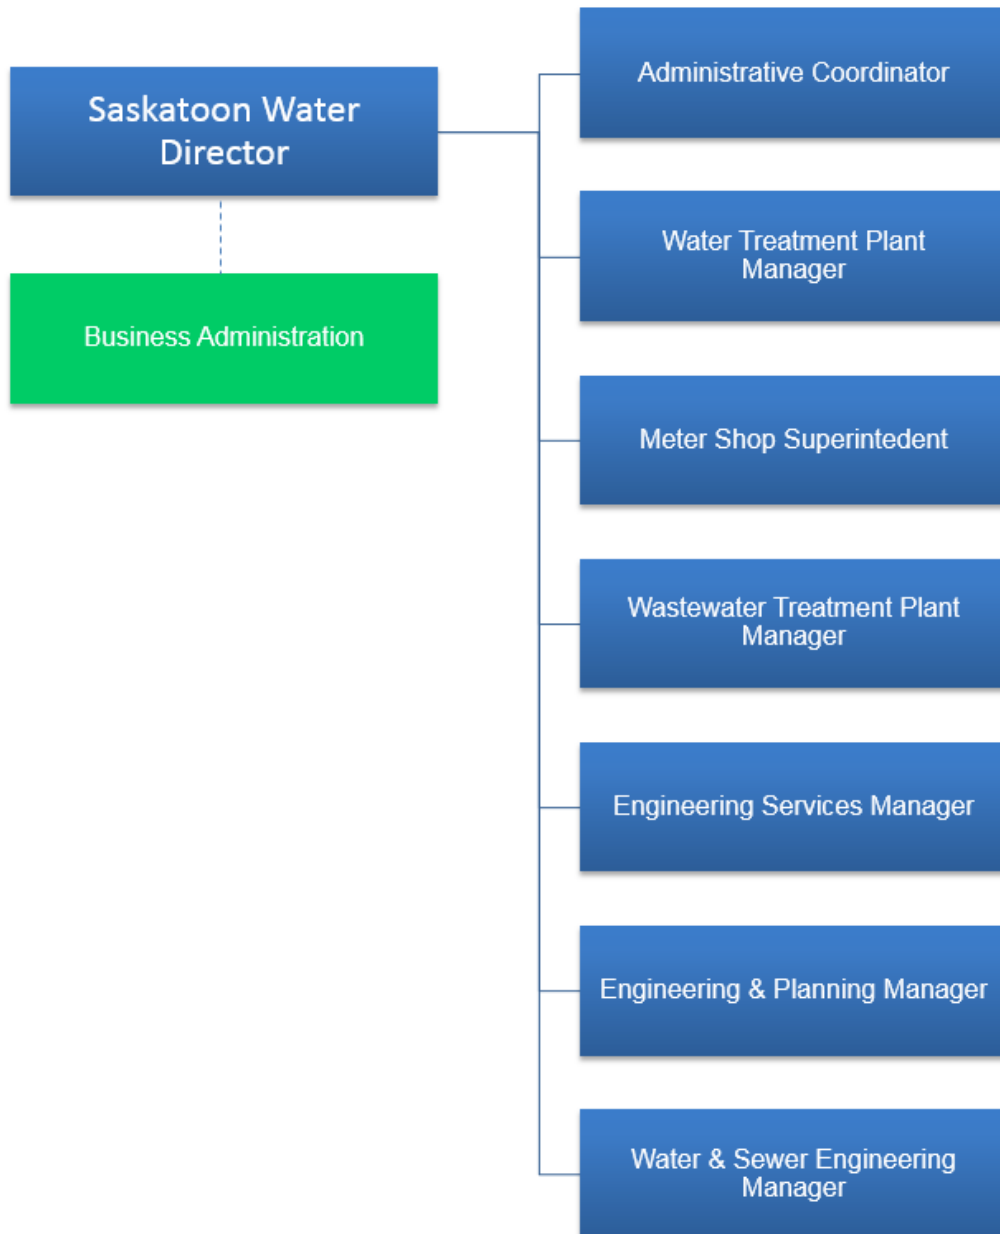 Saskatoon Water
Director
Business Administration
Administrative Coordinator
Water Treatment Plant
Manager
Meter Shop Superintedent
Wastewater Treatment Plant
Manager
Engineering Services Manager
Engineering & Planning Manager
Water & Sewer Engineering
Manager